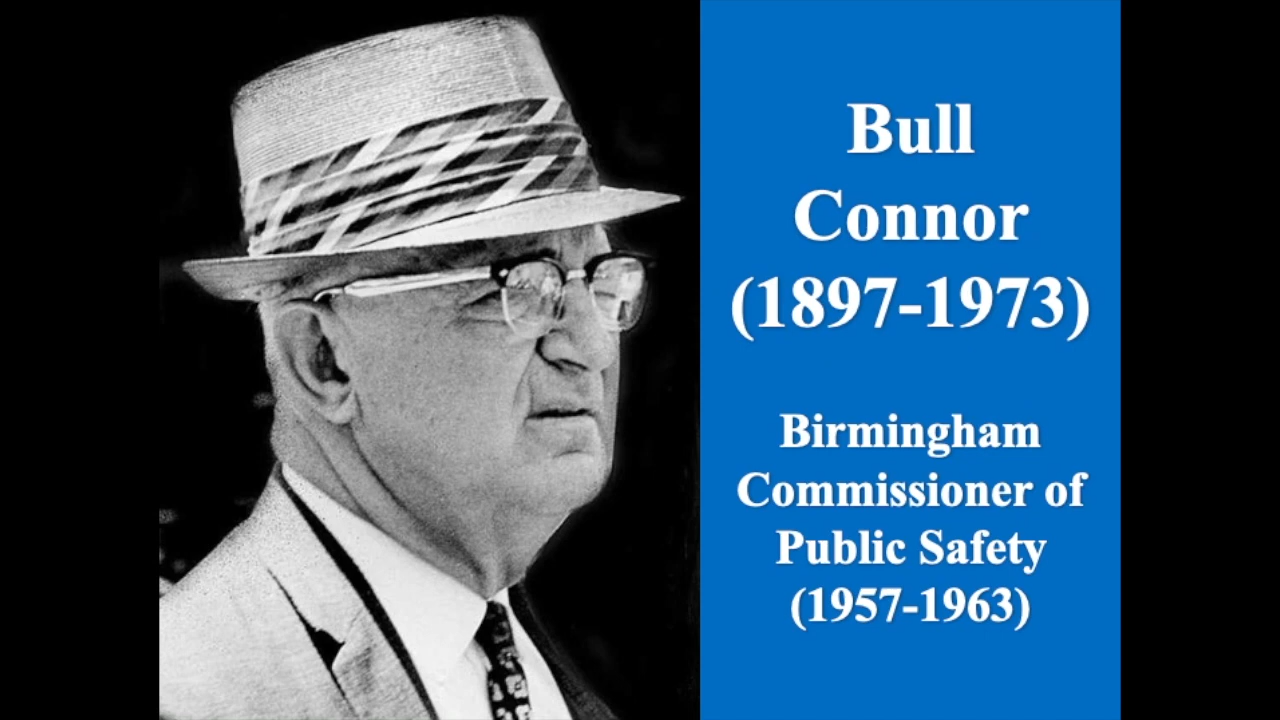 Bull
Connor
(1897-1973)
Birmingham
Commissioner of
Public Safety
(1957-1963)